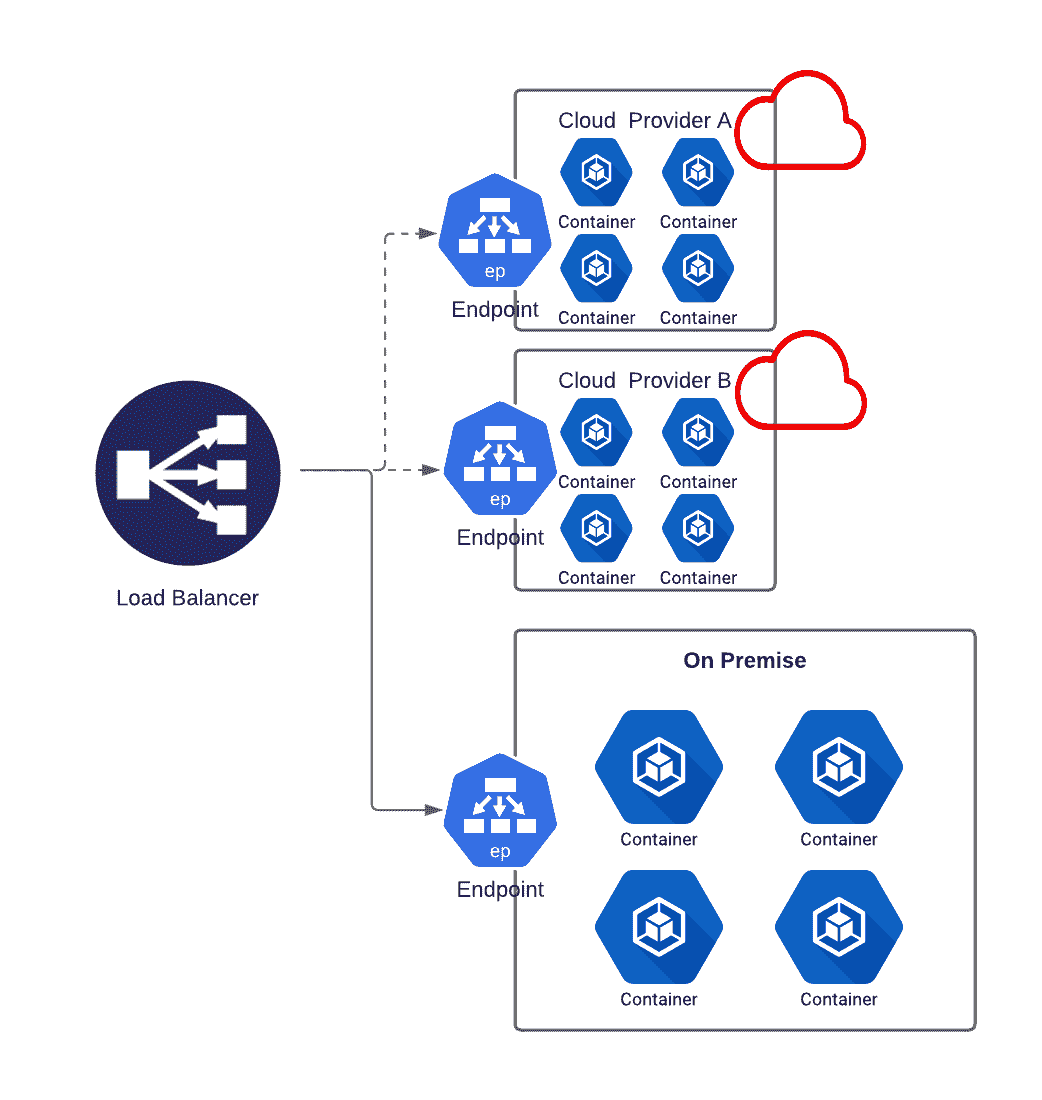 Cloud  Provider A
Container
Container
ep
Endpoint
Container
Container
Cloud  Provider B
Container
Container
ep
Endpoint
Container
Container
Load Balancer
On Premise
Container
Container
ep
Endpoint
Container
Container